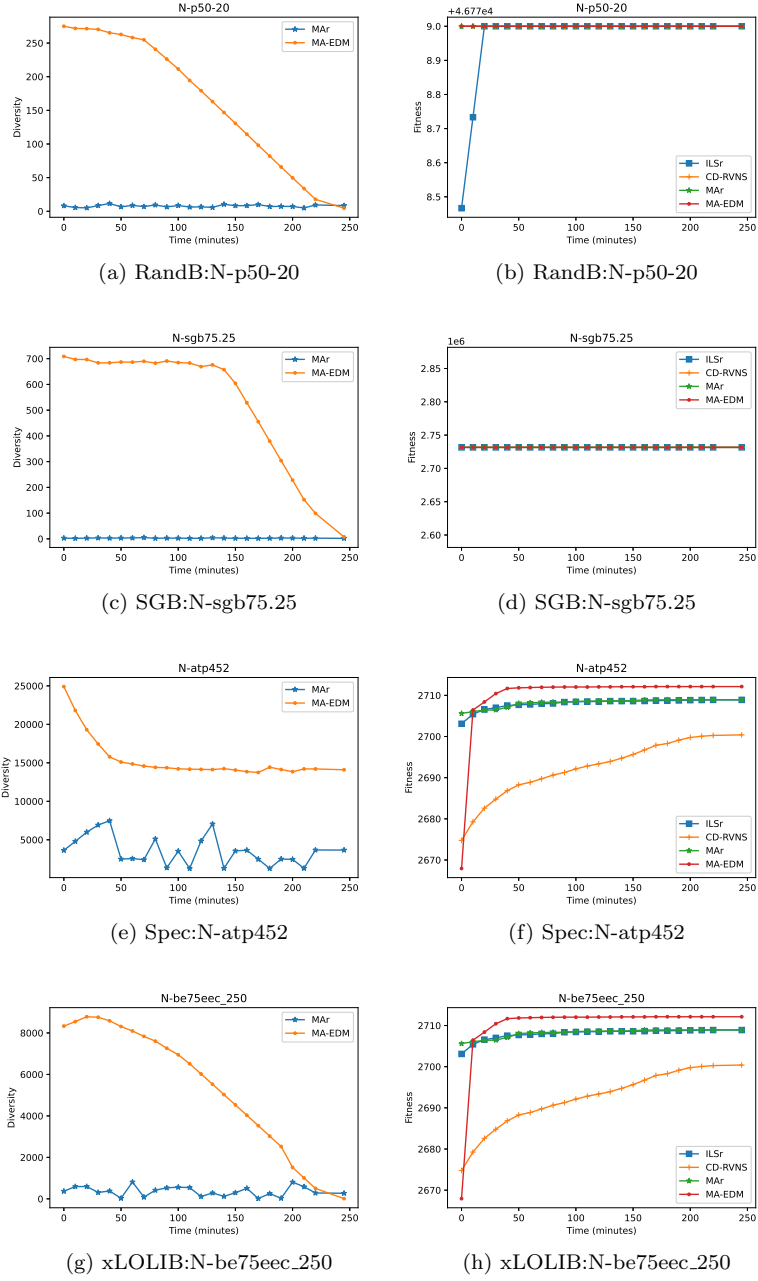 N-p50-20
MAr
MA-EDM
Diversity
250
200
150
100
50
0
0 50 100 150 200 250
Time (minutes)
(a) RandB:N-p50-20
N-p50-20
+4.677e4
Fitness
9.0
8.9
8.8
8.7
8.6
8.5
ILSr
CD-RVNS
MAr
MA-EDM
0 50 100 150 200 250
Time (minutes)
(b) RandB:N-p50-20
N-sgb75.25
MAr
MA-EDM
Diversity
700
600
500
400
300
200
100
0
0 50 100 150 200 250
Time (minutes)
(c) SGB:N-sgb75.25
N-sgb75.25
1e6
Fitness
2.85
2.80
2.75
2.70
2.65
2.60
ILSr
CD-RVNS
MAr
MA-EDM
0 50 100 150 200 250
Time (minutes)
(d) SGB:N-sgb75.25
N-atp452
MAr
MA-EDM
Diversity
25000
20000
15000
10000
5000
0 50 100 150 200 250
Time (minutes)
(e) Spec:N-atp452
N-atp452
Fitness
2710
2700
2690
2680
2670
ILSr
CD-RVNS
MAr
MA-EDM
0 50 100 150 200 250
Time (minutes)
(f) Spec:N-atp452
N-be75eec_250
MAr
MA-EDM
Diversity
8000
6000
4000
2000
0
0 50 100 150 200 250
Time (minutes)
(g) xLOLIB:N-be75eec_250
N-be75eec_250
Fitness
2710
2700
2690
2680
2670
ILSr
CD-RVNS
MAr
MA-EDM
0 50 100 150 200 250
Time (minutes)
(h) xLOLIB:N-be75eec_250